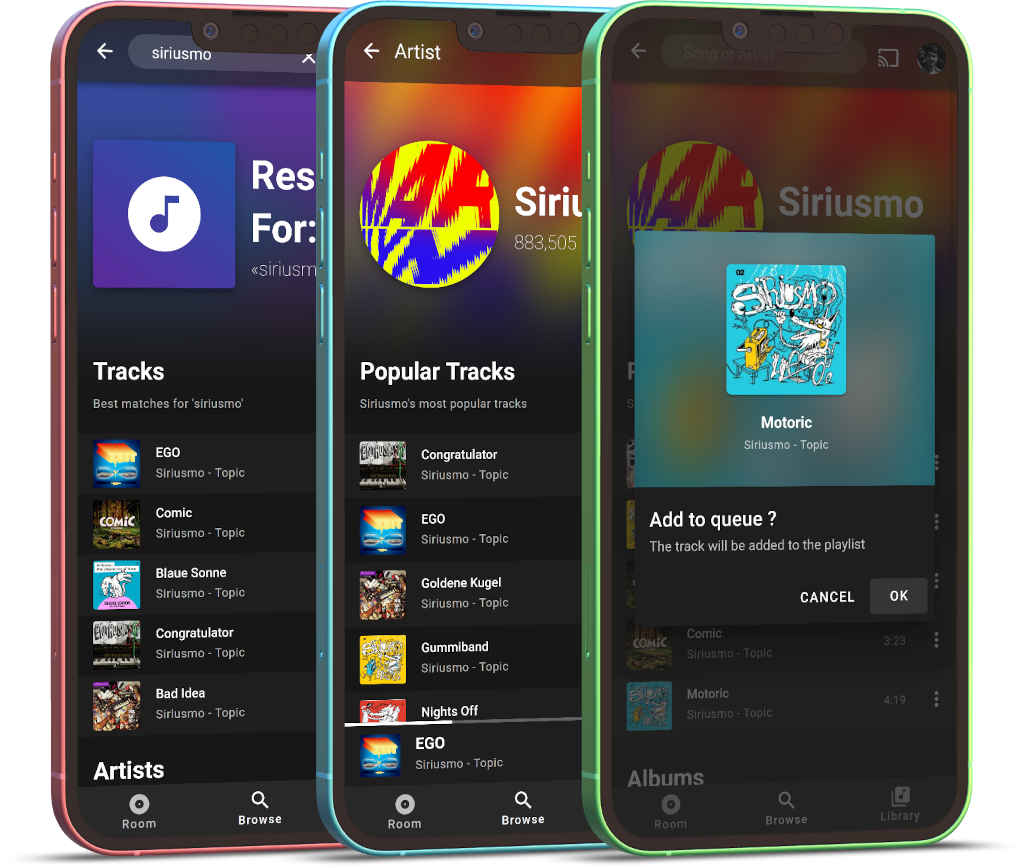 siriusmo
Res
For:
«siriusm
Tracks
Best matches for 'siriusmo'
EGO
Siriusmo - Topic
COMiC
Comic
Siriusmo - Topic
Blaue Sonne
Siriusmo - Topic
Congratulator
Siriusmo - Topic
Bad Idea
Siriusmo - Topic
Artists
Room
Browse
Artist
Siriu
883,505
Popular Tracks
Siriusmo's most popular tracks
Congratulator
Siriusmo - Topic
EGO
Siriusmo - Topic
Goldene Kugel
Siriusmo - Topic
Gummiband
Siriusmo - Topic
Nights Off
EGO
Siriusmo - Topic
Room
Browse
Song or Artist
Siriusmo
SiRiUSMO
Motoric
Siriusmo - Topic
Add to queue ?
The track will be added to the playlist
CANCEL
OK
COMiC
Comic
3:23
Siriusmo - Topic
Motoric
4:19
Siriusmo - Topic
Albums
Room
Browse
Library